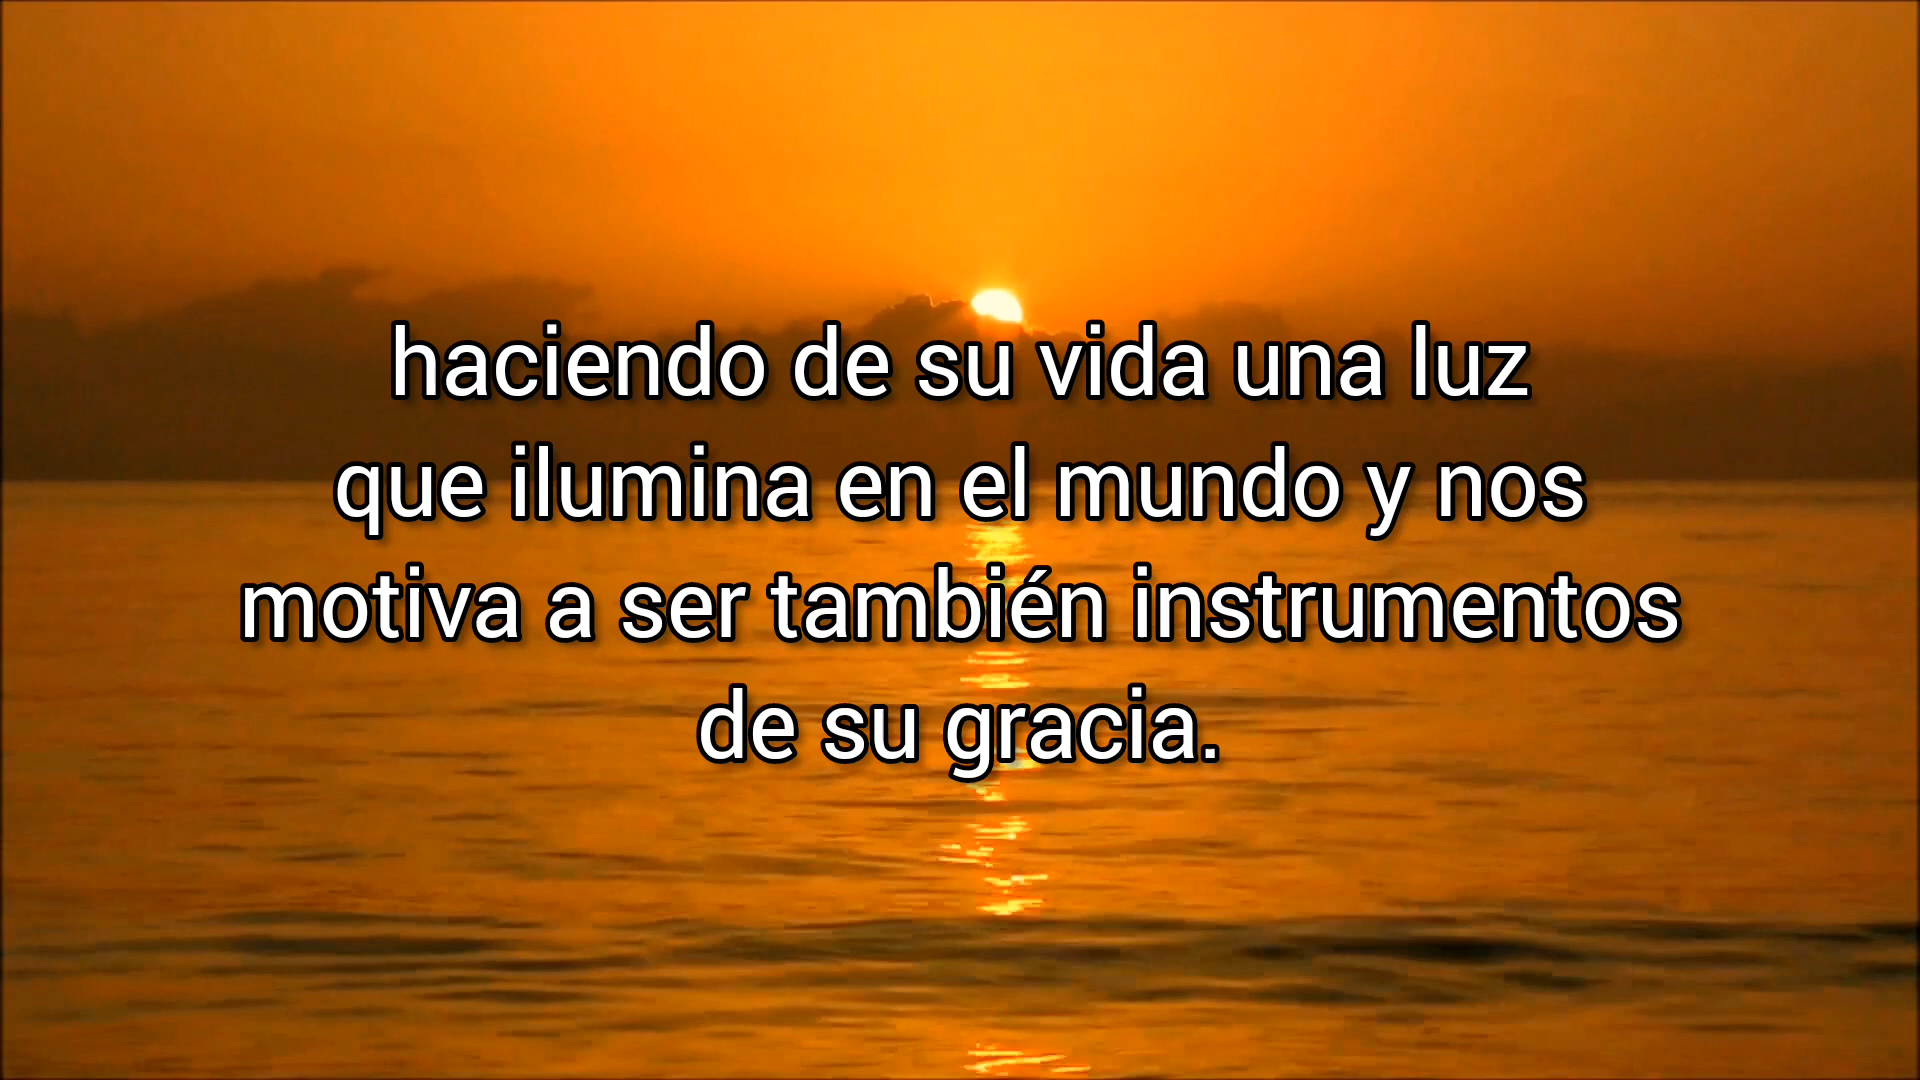 haciendo de su vida una luz
que ilumina en el mundo y nos
motiva a ser también instrumentos
de su gracia.